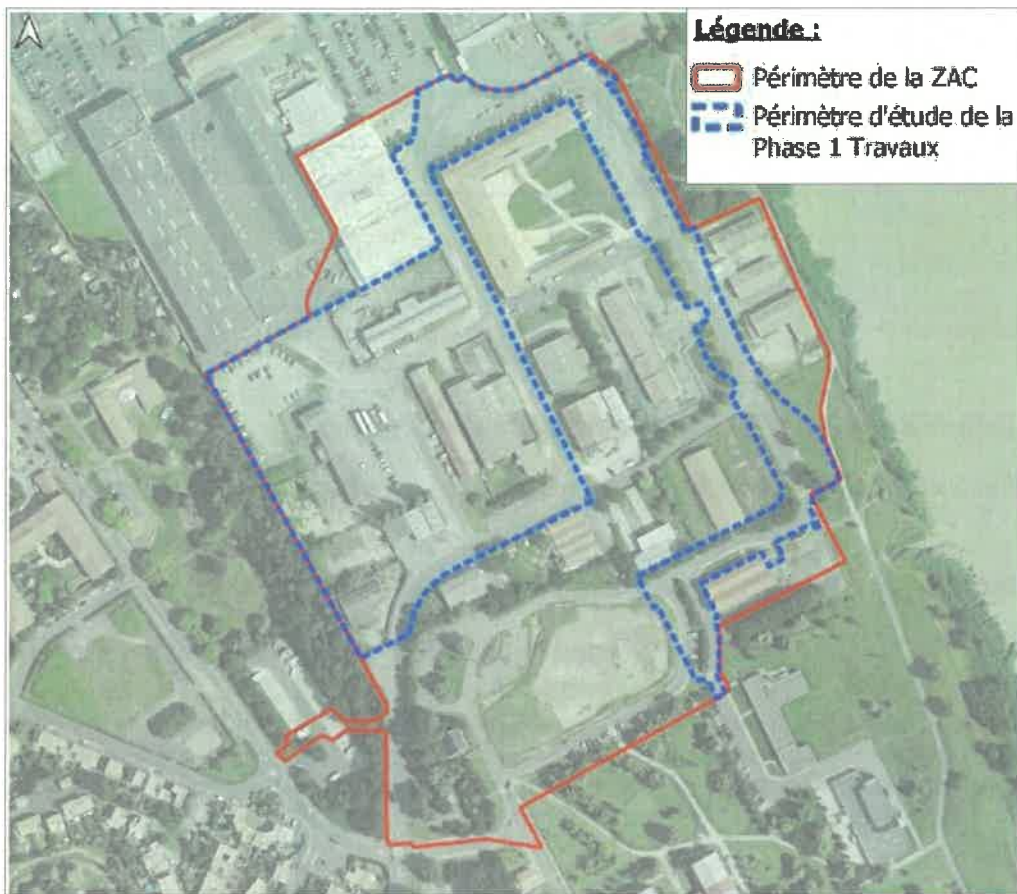 Légende :
Périmètre de la ZAC
Périmètre d'étude de la
Phase 1 Travaux